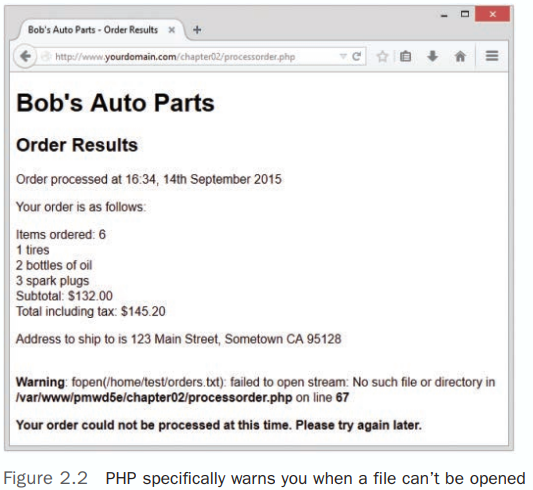 Bob's Auto Parts - Order Results
http://www.yourdomain.com/chapter02/processorder.php
Bob's Auto Parts
Order Results
Order processed at 16:34, 14th September 2015
Your order is as follows:
Items ordered: 6
1 tires
2 bottles of oil
3 spark plugs
Subtotal: $132.00
Total including tax: $145.20
Address to ship to is 123 Main Street, Sometown CA 95128
Warning: fopen(/home/test/orders.txt): failed to open stream: No such file or directory in
/var/www/pmwd5e/chapter02/processorder.php on line 67
Your order could not be processed at this time. Please try again later.
Figure 2.2 PHP specifically warns you when a file can't be opened